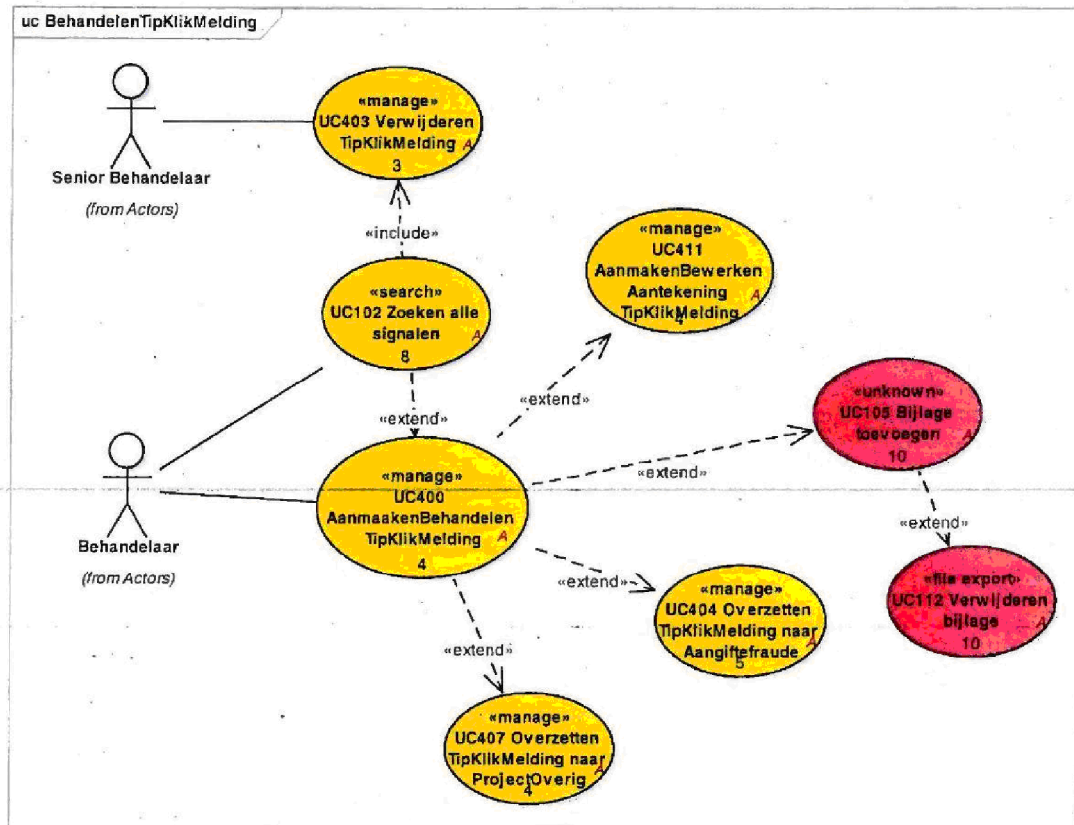 uc BehandelenTipKlikMelding
Senior Behandelaar
(from Actors)
«manage»
UC403 Verwijderen
TipKlikMelding
A
3
«include»
«search»
UC102 Zoeken alle
signalen
A
8
«manage»
UC411
AanmakenBewerken
Aantekening
TipKlikMelding
A
4
«extend»
«extend»
«unknown»
UC105 Bijlage
toevoegen
A
10
«extend»
Behandelaar
(from Actors)
«manage»
UC400
AanmaakenBehandelen
TipKlikMelding
A
4
«extend»
«file export»
UC112 Verwijderen
bijlage
A
10
«extend»
«manage»
UC404 Overzetten
TipKlikMelding naar
Aangiftefraude
A
5
«extend»
«manage»
UC407 Overzetten
TipKlikMelding naar
ProjectOverig
A
4